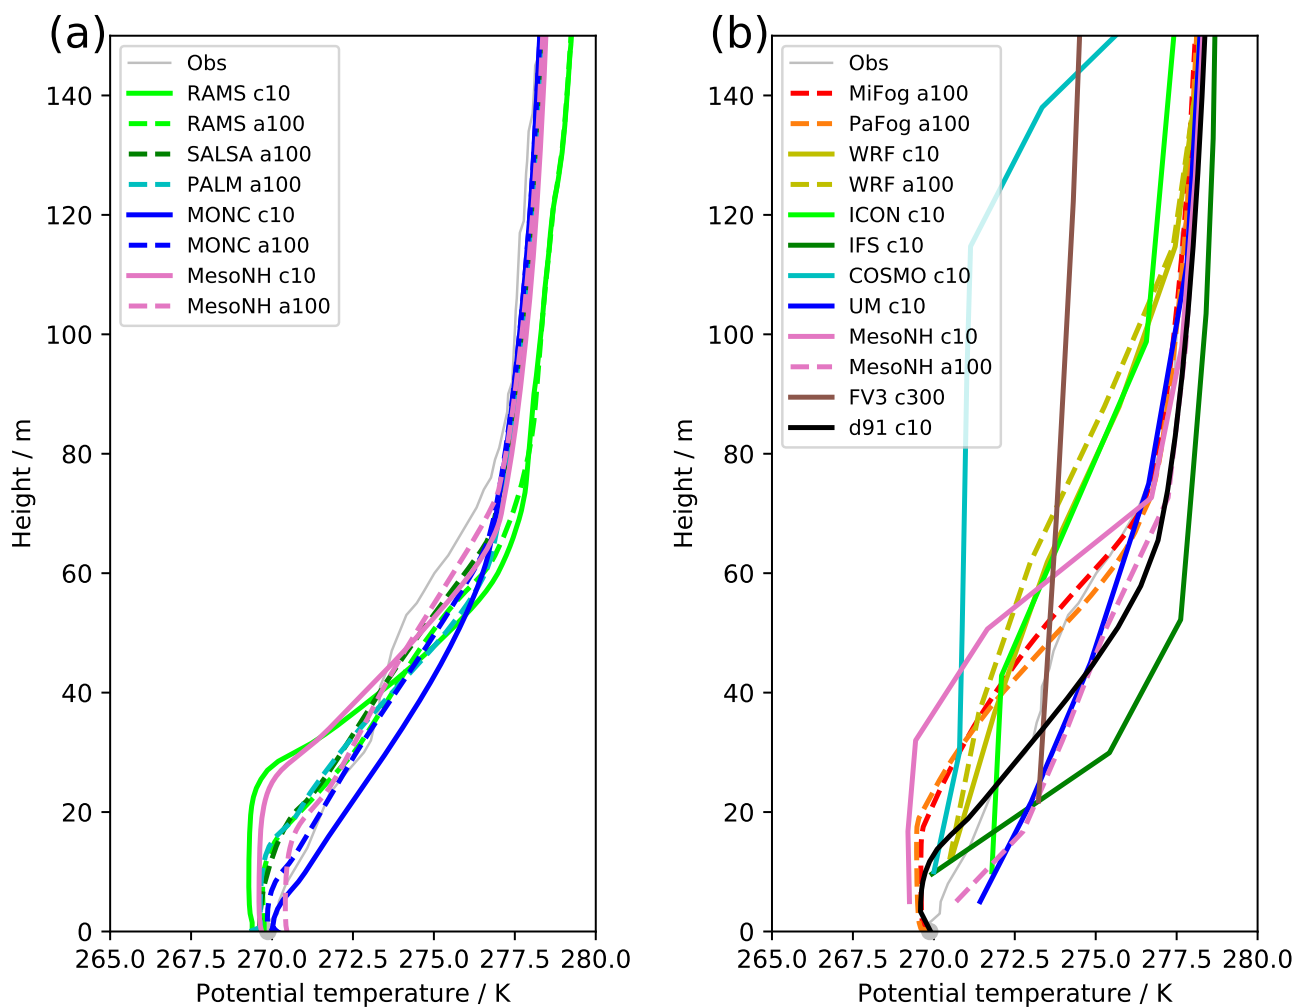 (a)
Obs
RAMS c10
RAMS a100
SALSA a100
PALM a100
MONC c10
MONC a100
MesoNH c10
MesoNH a100
140
120
100
80
60
40
20
0
Height / m
265.0 267.5 270.0 272.5 275.0 277.5 280.0
Potential temperature / K
(b)
Obs
MiFog a100
PaFog a100
WRF c10
WRF a100
ICON c10
IFS c10
COSMO c10
UM c10
MesoNH c10
MesoNH a100
FV3 c300
d91 c10
140
120
100
80
60
40
20
0
Height / m
265.0 267.5 270.0 272.5 275.0 277.5 280.0
Potential temperature / K